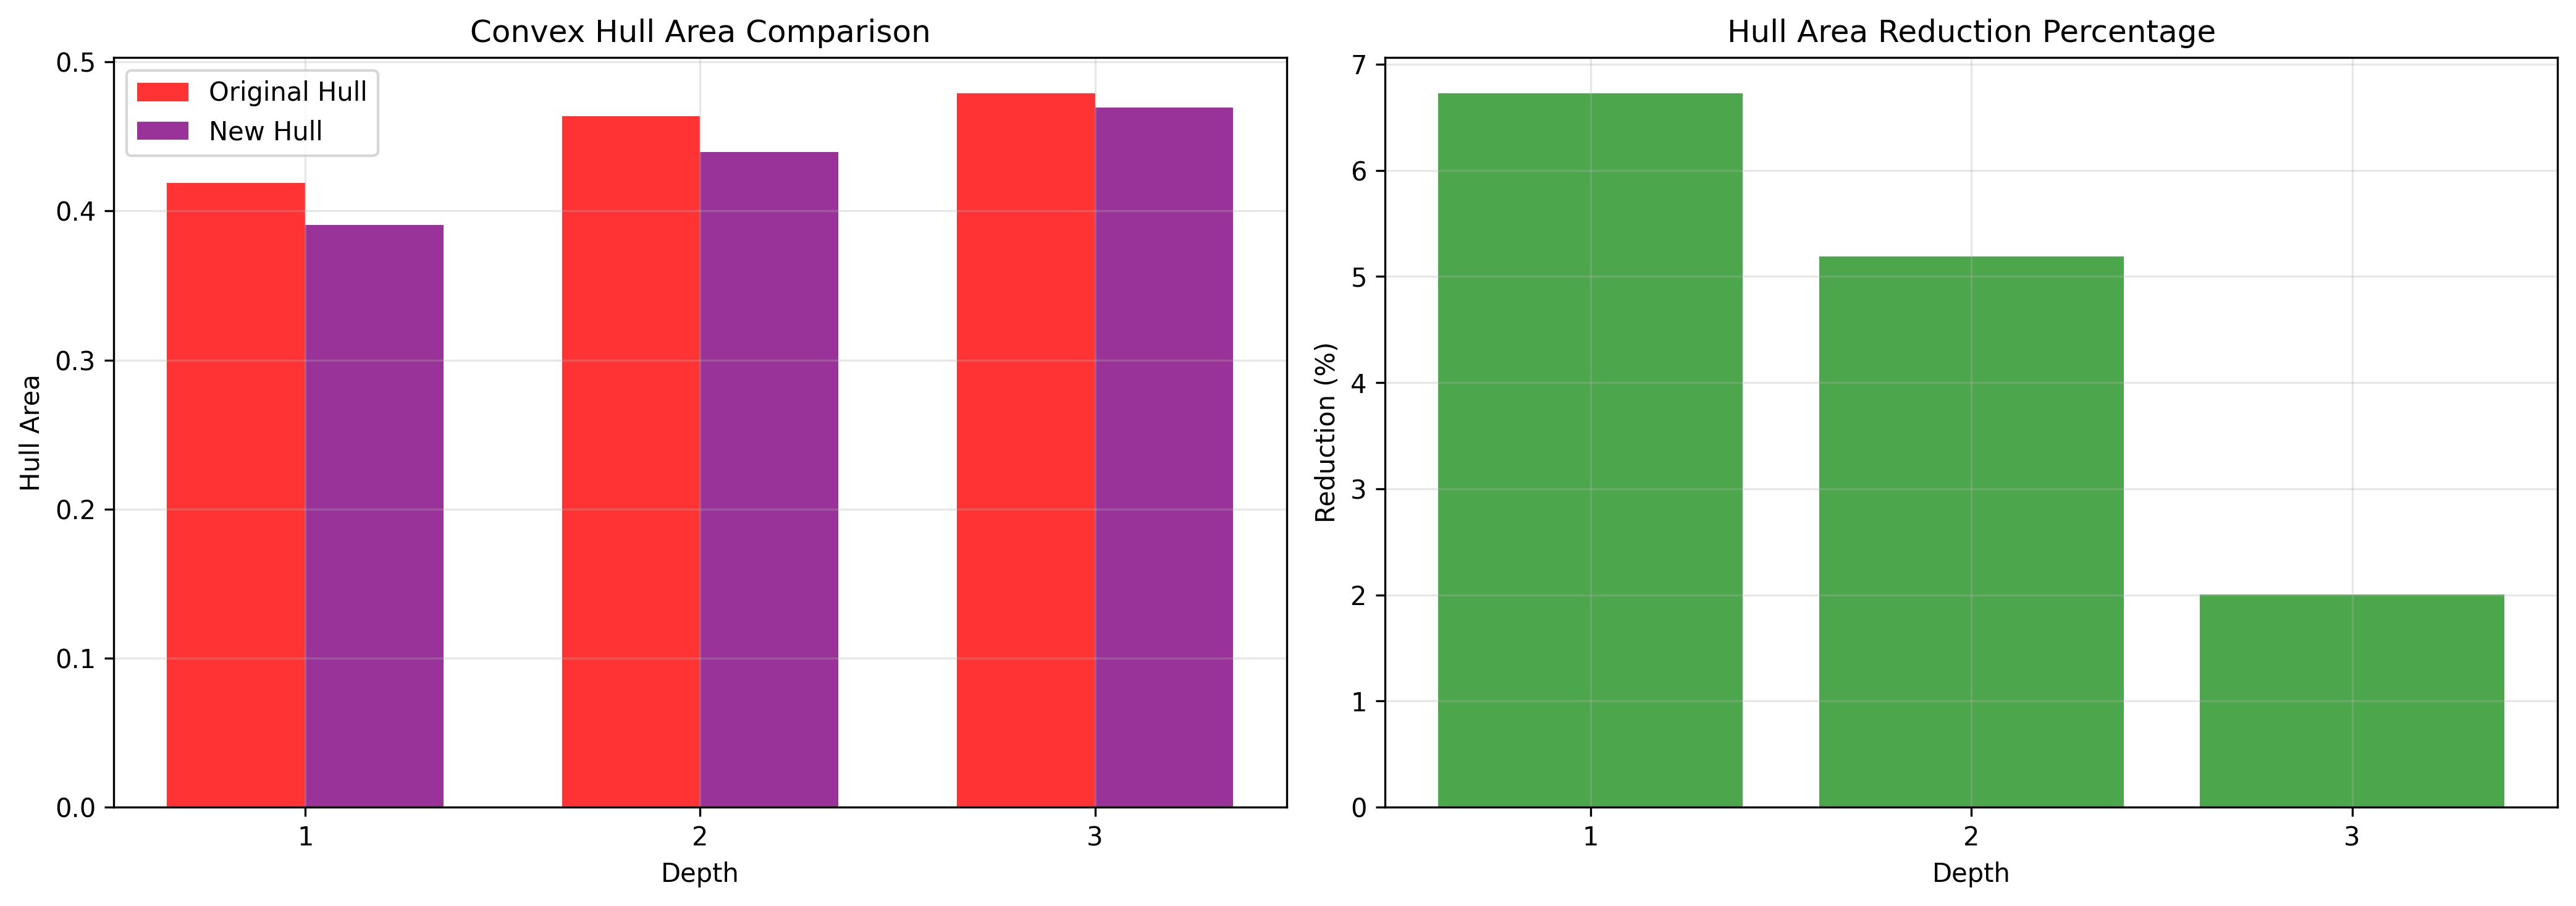 Convex Hull Area Comparison
Original Hull
New Hull
0.5
0.4
0.3
0.2
0.1
0.0
Hull Area
1 2 3
Depth
Hull Area Reduction Percentage
7
6
5
4
3
2
1
0
Reduction (%)
1 2 3
Depth